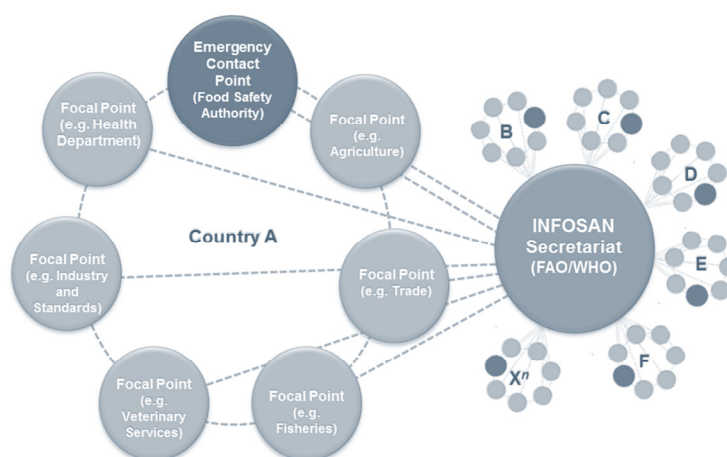 Emergency
Contact
Point
(Food Safety
Authority)
Focal Point
(e.g. Health
Department)
Focal Point
(e.g.
Agriculture)
B
C
D
Country A
INFOSAN
Secretariat
(FAO/WHO)
E
Focal Point
(e.g. Industry
and
Standards)
Focal Point
(e.g. Trade)
F
Xⁿ
Focal Point
(e.g.
Veterinary
Services)
Focal Point
(e.g.
Fisheries)